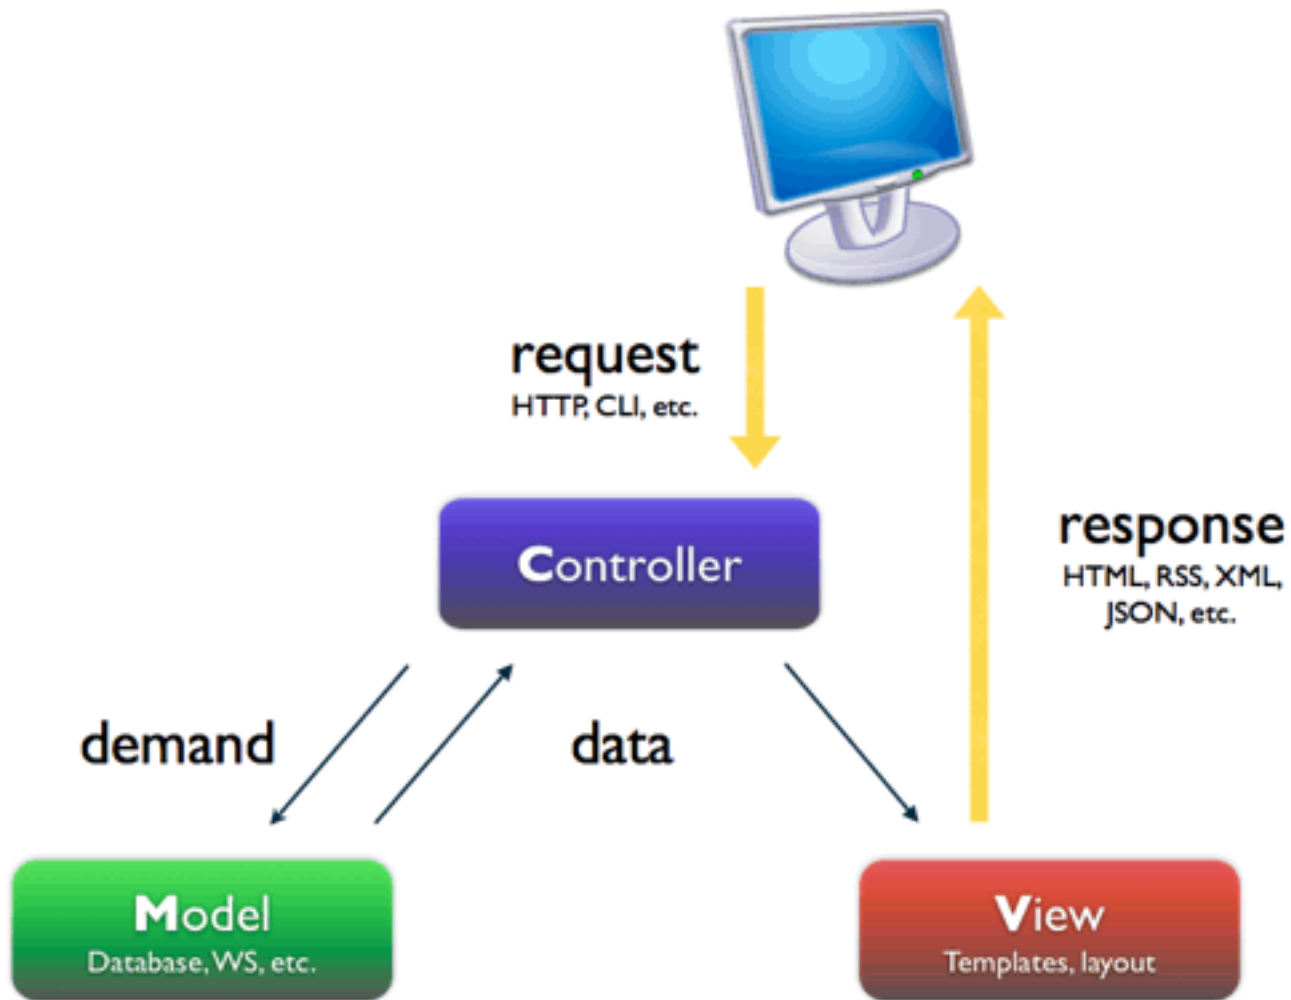 request
HTTP, CLI, etc.
Controller
response
HTML, RSS, XML,
JSON, etc.
demand
data
Model
Database, WS, etc.
View
Templates, layout